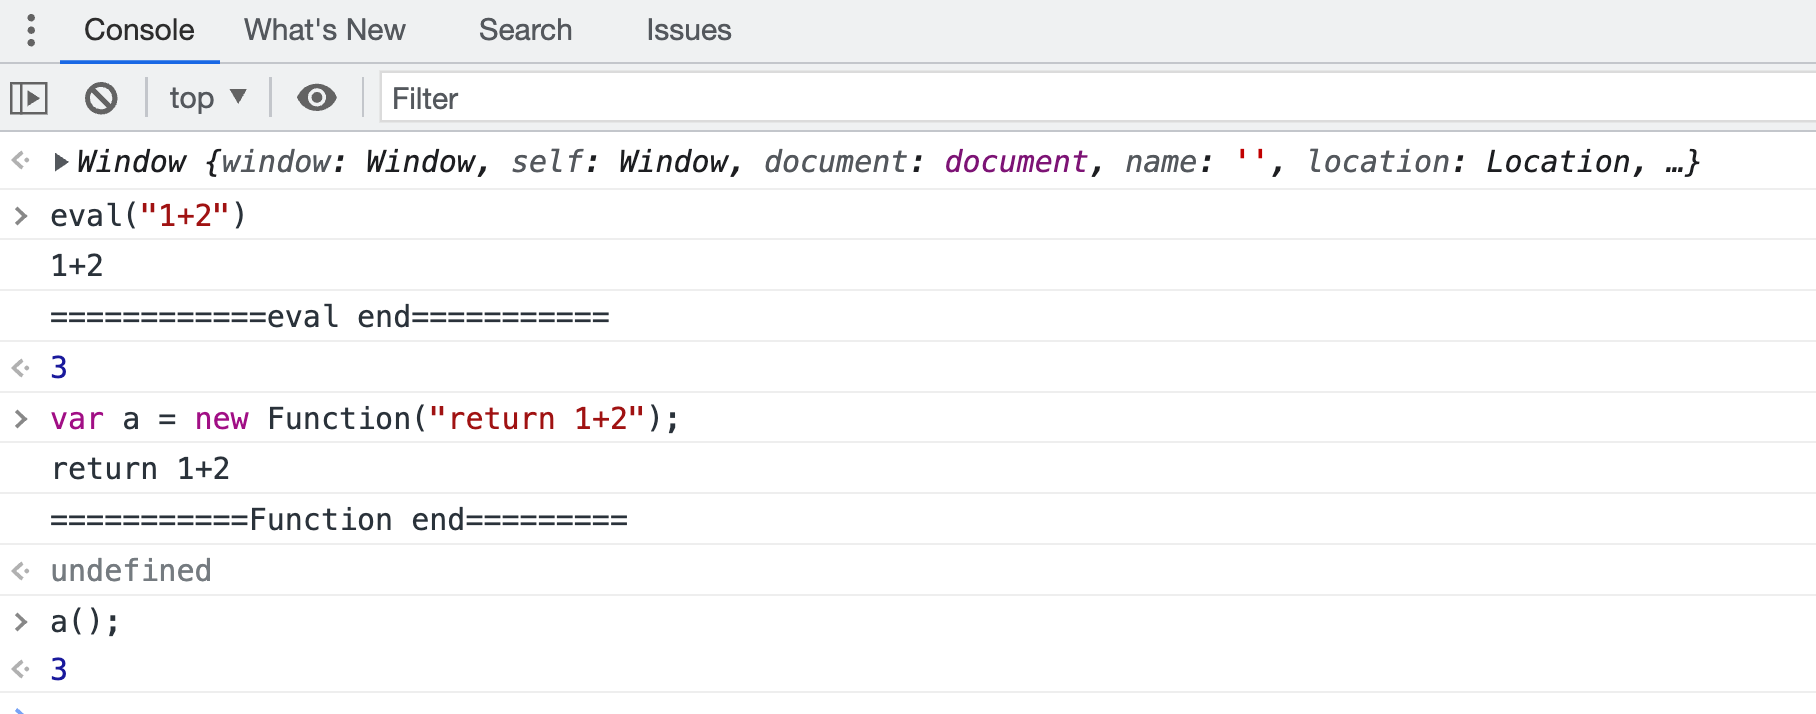 Console What's New Search Issues
top ▼ Filter
▶Window {window: Window, self: Window, document: document, name: '', location: Location, …}
eval("1+2")
1+2
============eval end===========
3
var a = new Function("return 1+2");
return 1+2
===========Function end=========
undefined
a();
3